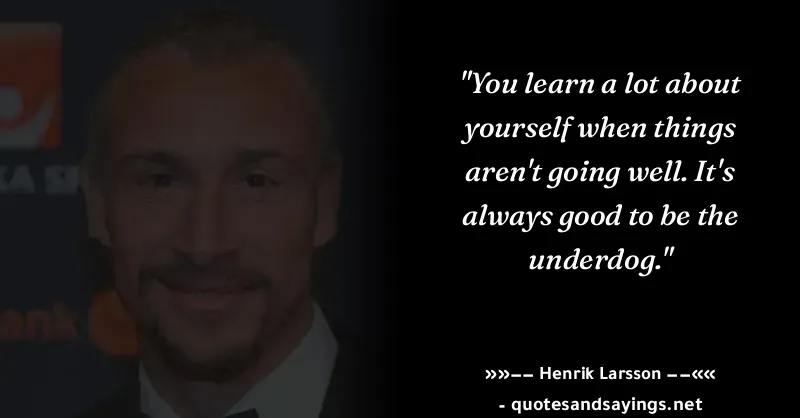 "You learn a lot about
yourself when things
aren't going well. It's
always good to be the
underdog."
»»–– Henrik Larsson ––««
- quotesandsayings.net